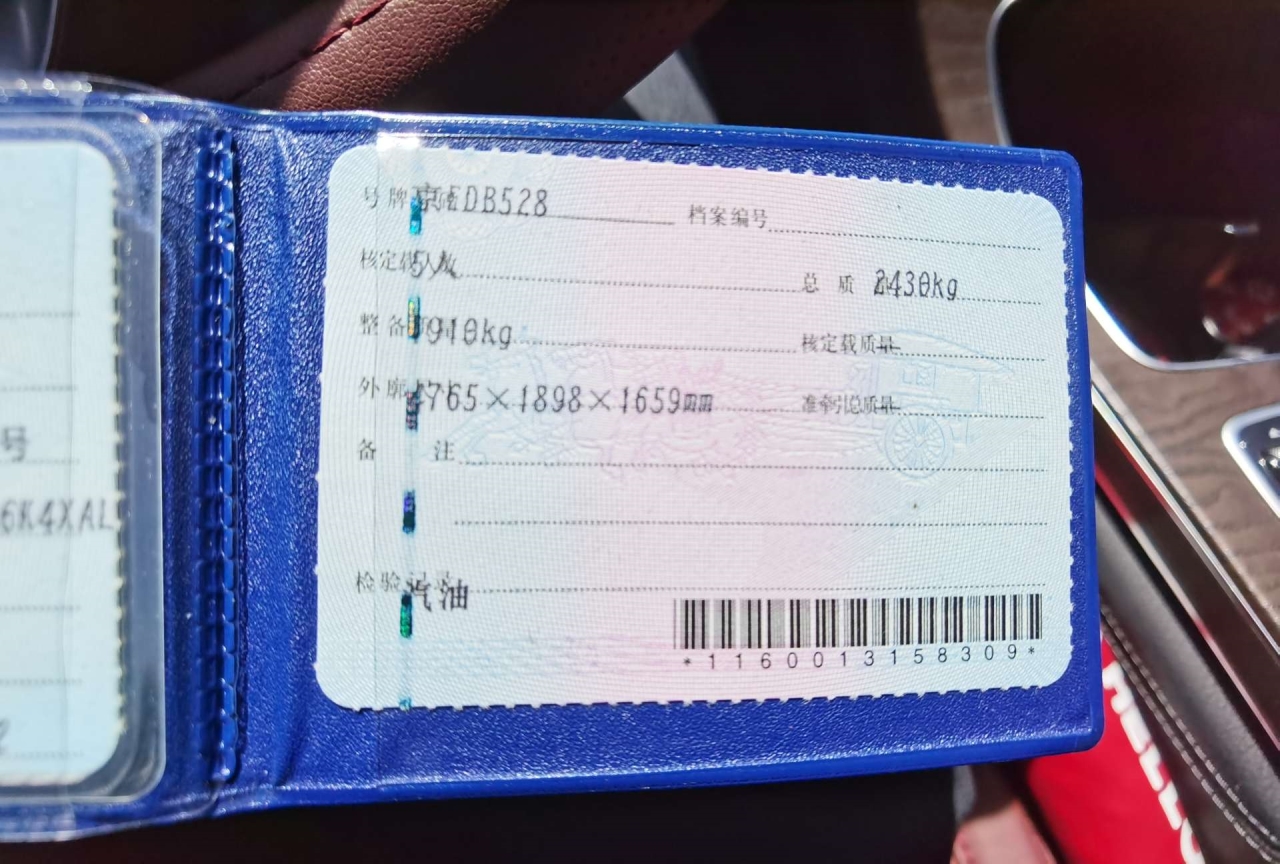 号牌号码 京EDB528 档案编号
核定载人数 5人 总质量 2430kg
整备质量 1910kg 核定载质量 --
外廓尺寸 4765×1898×1659mm 准牵引总质量 --
备注
检验记录 汽油
*1160013158309*
号
6K4XAL